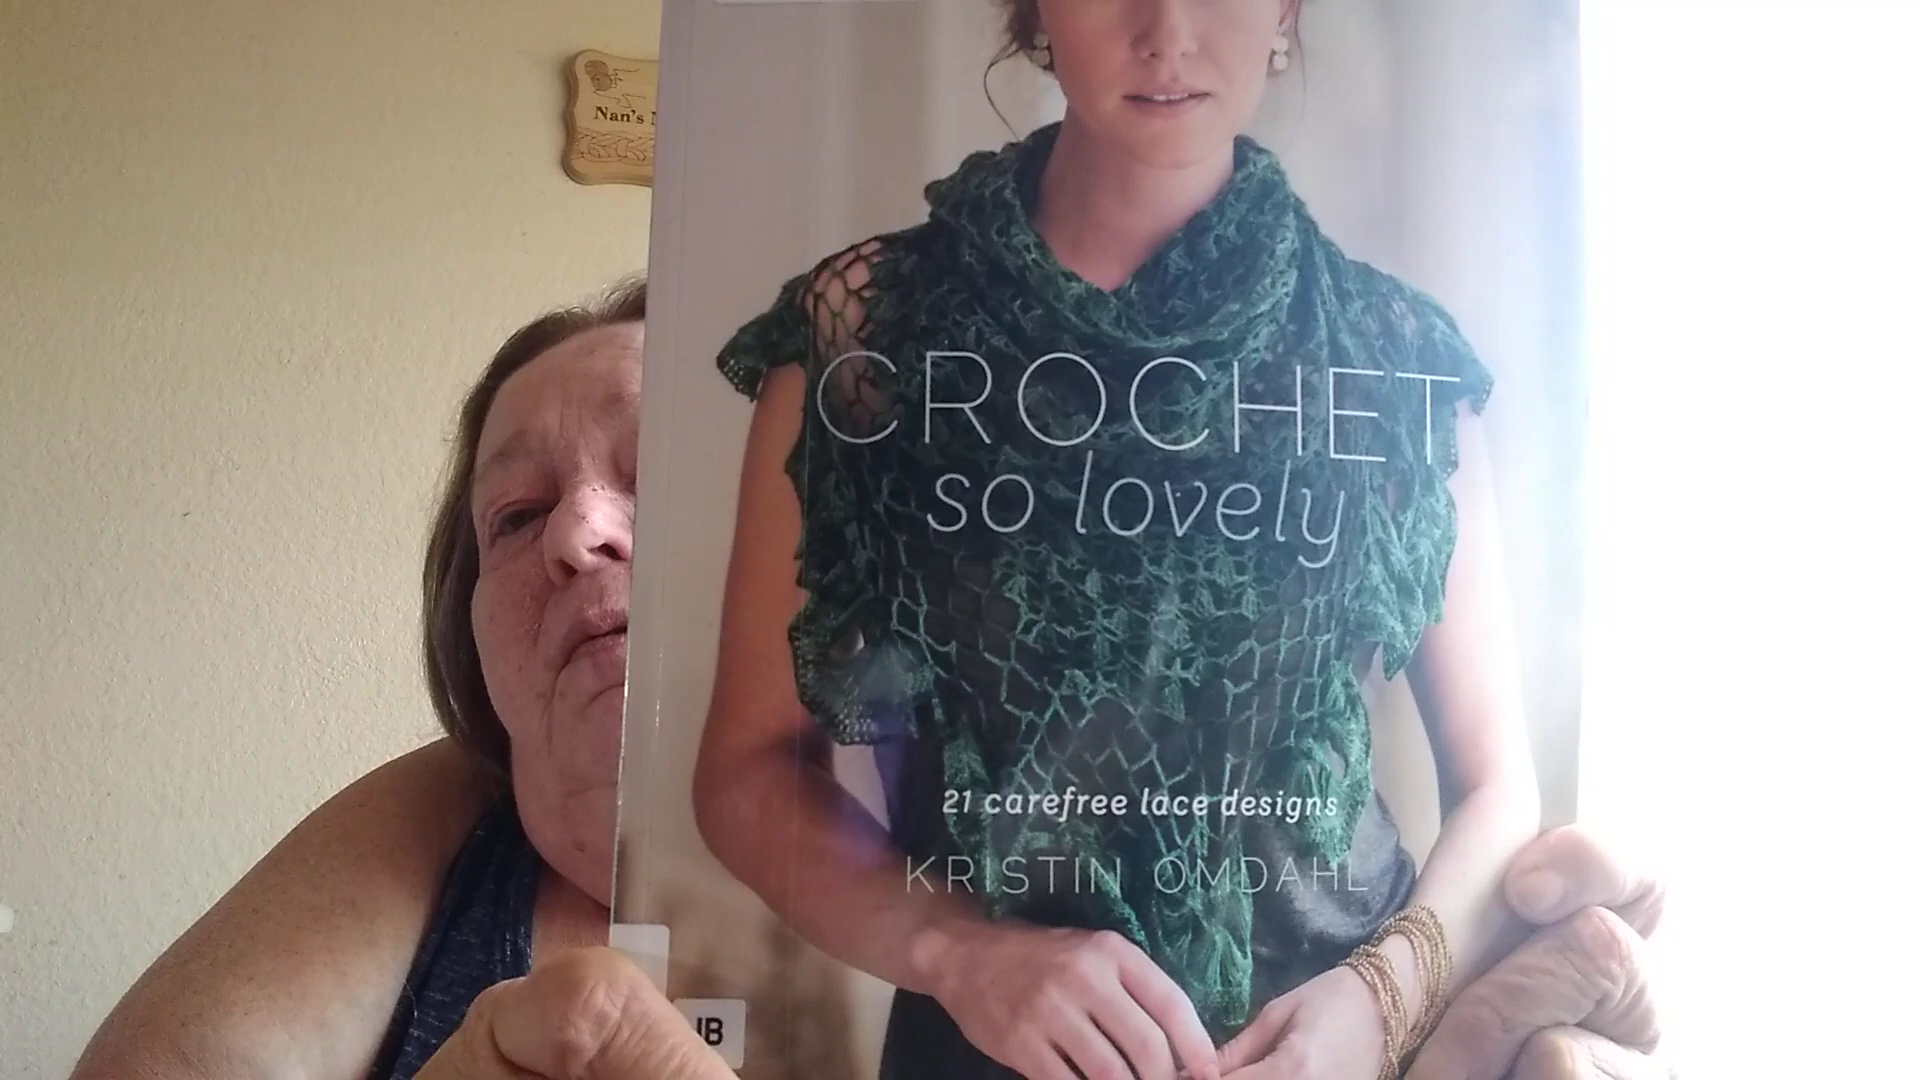 Nan's
CROCHET
so lovely
21 carefree lace designs
KRISTIN OMDAHL